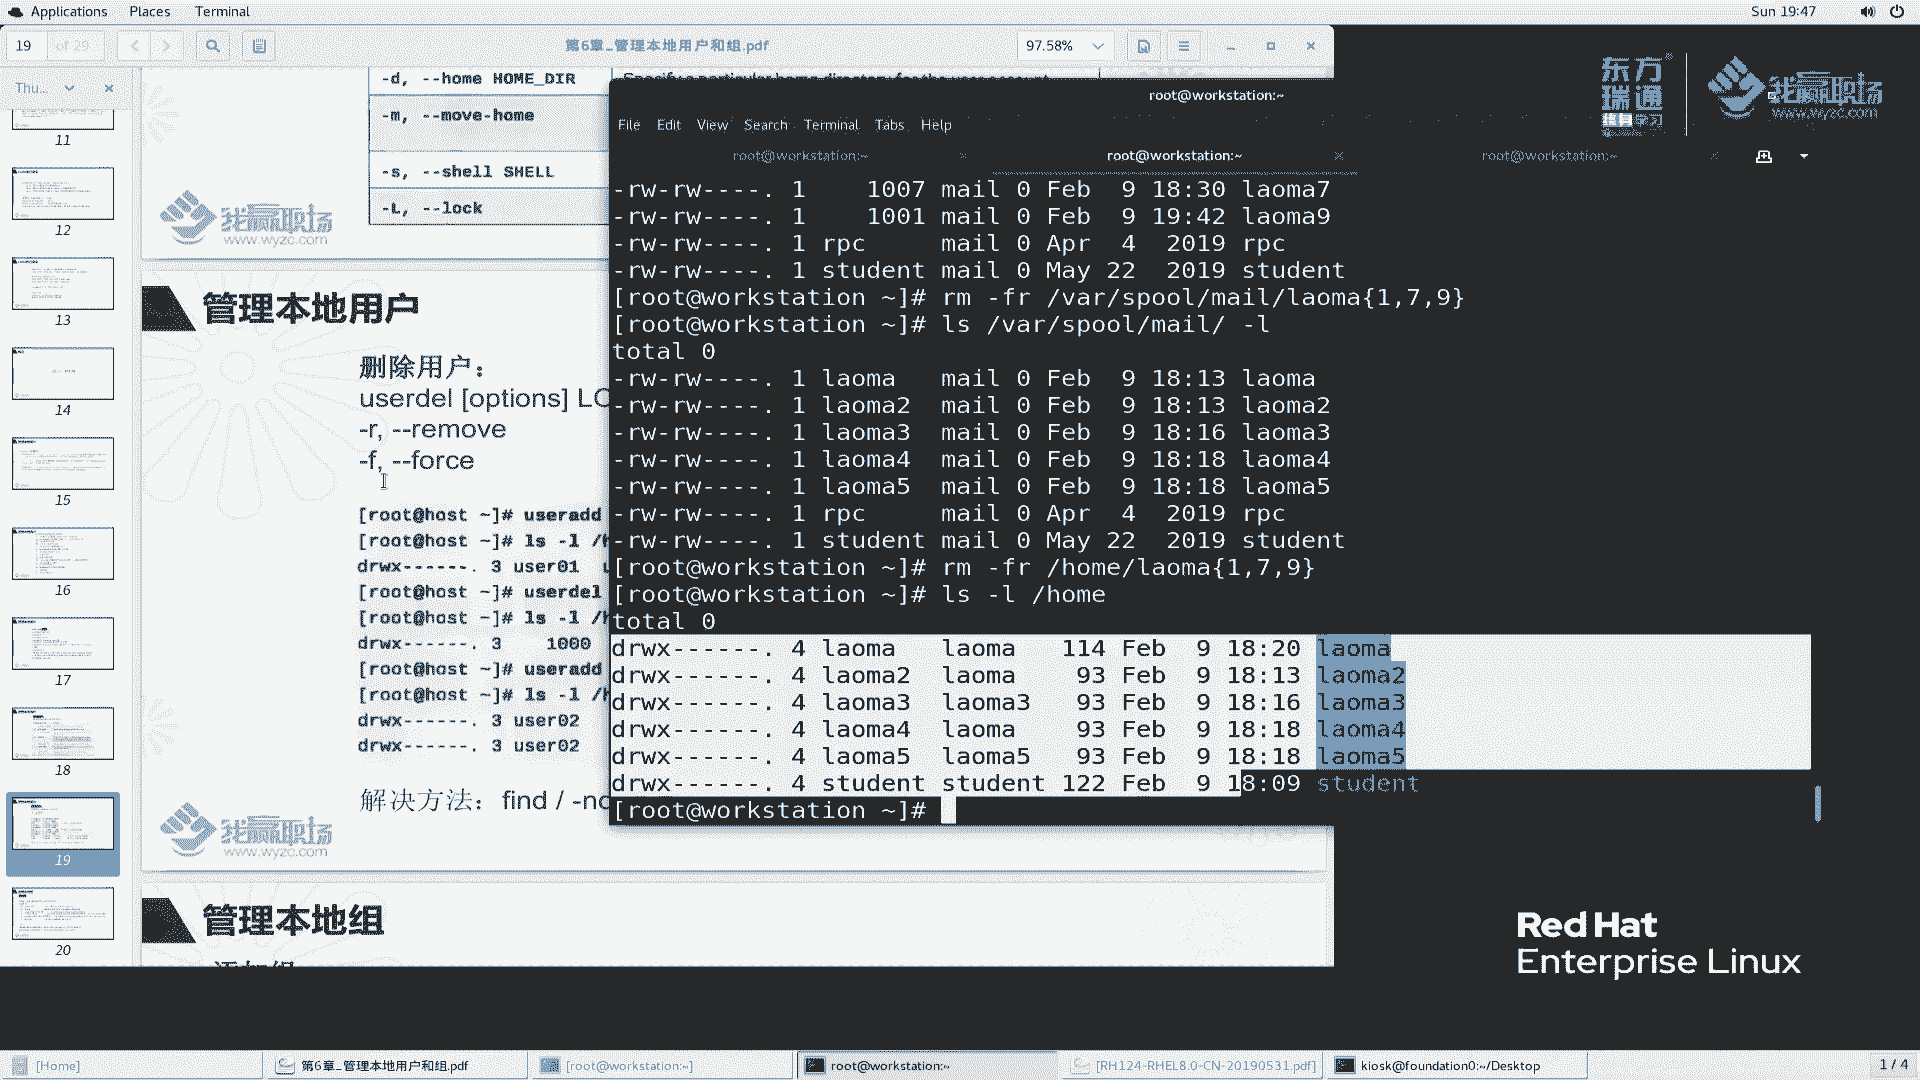 Applications Places Terminal Sun 19:47
19 of 29 第6章_管理本地用户和组.pdf 97.58%
Thu...
11
12
13
14
15
16
17
18
19
20
-d, --home HOME_DIR
-m, --move-home
-s, --shell SHELL
-L, --lock
我赢职场
www.wyzc.com
管理本地用户
删除用户：
userdel [options] LO
-r, --remove
-f, --force
[root@host ~]# useradd
[root@host ~]# ls -l /h
drwx------. 3 user01 u
[root@host ~]# userdel
[root@host ~]# ls -l /h
drwx------. 3 1000
[root@host ~]# useradd
[root@host ~]# ls -l /h
drwx------. 3 user02
drwx------. 3 user02
解决方法：find / -no
我赢职场
www.wyzc.com
管理本地组
root@workstation:~
File Edit View Search Terminal Tabs Help
root@workstation:~ root@workstation:~ root@workstation:~
-rw-rw----. 1 1007 mail 0 Feb 9 18:30 laoma7
-rw-rw----. 1 1001 mail 0 Feb 9 19:42 laoma9
-rw-rw----. 1 rpc mail 0 Apr 4 2019 rpc
-rw-rw----. 1 student mail 0 May 22 2019 student
[root@workstation ~]# rm -fr /var/spool/mail/laoma{1,7,9}
[root@workstation ~]# ls /var/spool/mail/ -l
total 0
-rw-rw----. 1 laoma mail 0 Feb 9 18:13 laoma
-rw-rw----. 1 laoma2 mail 0 Feb 9 18:13 laoma2
-rw-rw----. 1 laoma3 mail 0 Feb 9 18:16 laoma3
-rw-rw----. 1 laoma4 mail 0 Feb 9 18:18 laoma4
-rw-rw----. 1 laoma5 mail 0 Feb 9 18:18 laoma5
-rw-rw----. 1 rpc mail 0 Apr 4 2019 rpc
-rw-rw----. 1 student mail 0 May 22 2019 student
[root@workstation ~]# rm -fr /home/laoma{1,7,9}
[root@workstation ~]# ls -l /home
total 0
drwx------. 4 laoma laoma 114 Feb 9 18:20 laoma
drwx------. 4 laoma2 laoma 93 Feb 9 18:13 laoma2
drwx------. 4 laoma3 laoma3 93 Feb 9 18:16 laoma3
drwx------. 4 laoma4 laoma 93 Feb 9 18:18 laoma4
drwx------. 4 laoma5 laoma5 93 Feb 9 18:18 laoma5
drwx------. 4 student student 122 Feb 9 18:09 student
[root@workstation ~]#
东方
瑞通
终身学习
我赢职场
www.wyzc.com
Red Hat
Enterprise Linux
[Home] 第6章_管理本地用户和组.pdf [root@workstation:~] root@workstation:~ [RH124-RHEL8.0-CN-20190531.pdf] kiosk@foundation0:~/Desktop 1 / 4